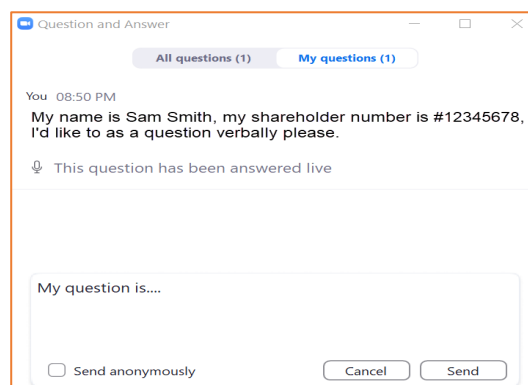 Question and Answer
All questions (1) My questions (1)
You 08:50 PM
My name is Sam Smith, my shareholder number is #12345678,
I'd like to as a question verbally please.
This question has been answered live
My question is....
Send anonymously Cancel Send